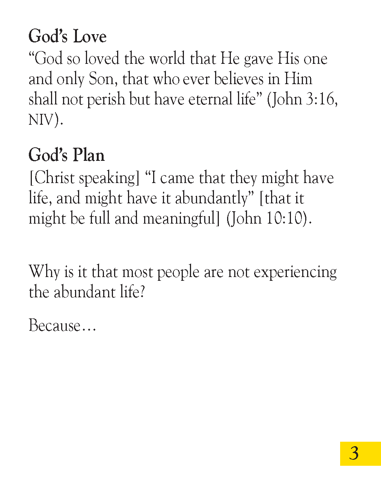 God's Love
“God so loved the world that He gave His one
and only Son, that who ever believes in Him
shall not perish but have eternal life” (John 3:16,
NIV).
God's Plan
[Christ speaking] “I came that they might have
life, and might have it abundantly” [that it
might be full and meaningful] (John 10:10).
Why is it that most people are not experiencing
the abundant life?
Because…
3